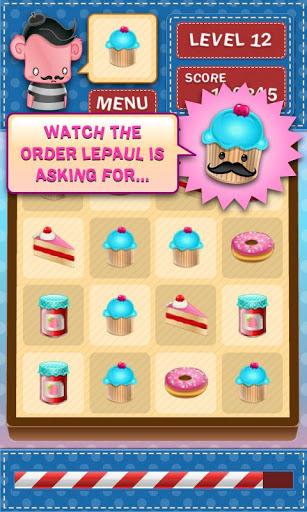 LEVEL 12
SCORE
MENU
WATCH THE
ORDER LEPAUL IS
ASKING FOR...